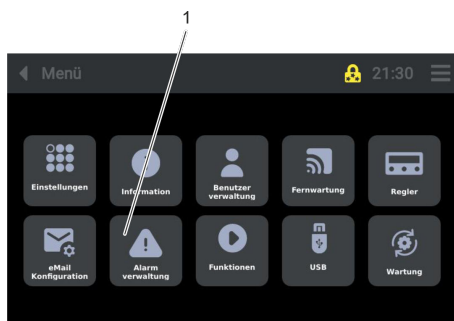 1
Menü
21:30
Einstellungen
Information
Benutzer
verwaltung
Fernwartung
Regler
eMail
Konfiguration
Alarm
verwaltung
Funktionen
USB
Wartung